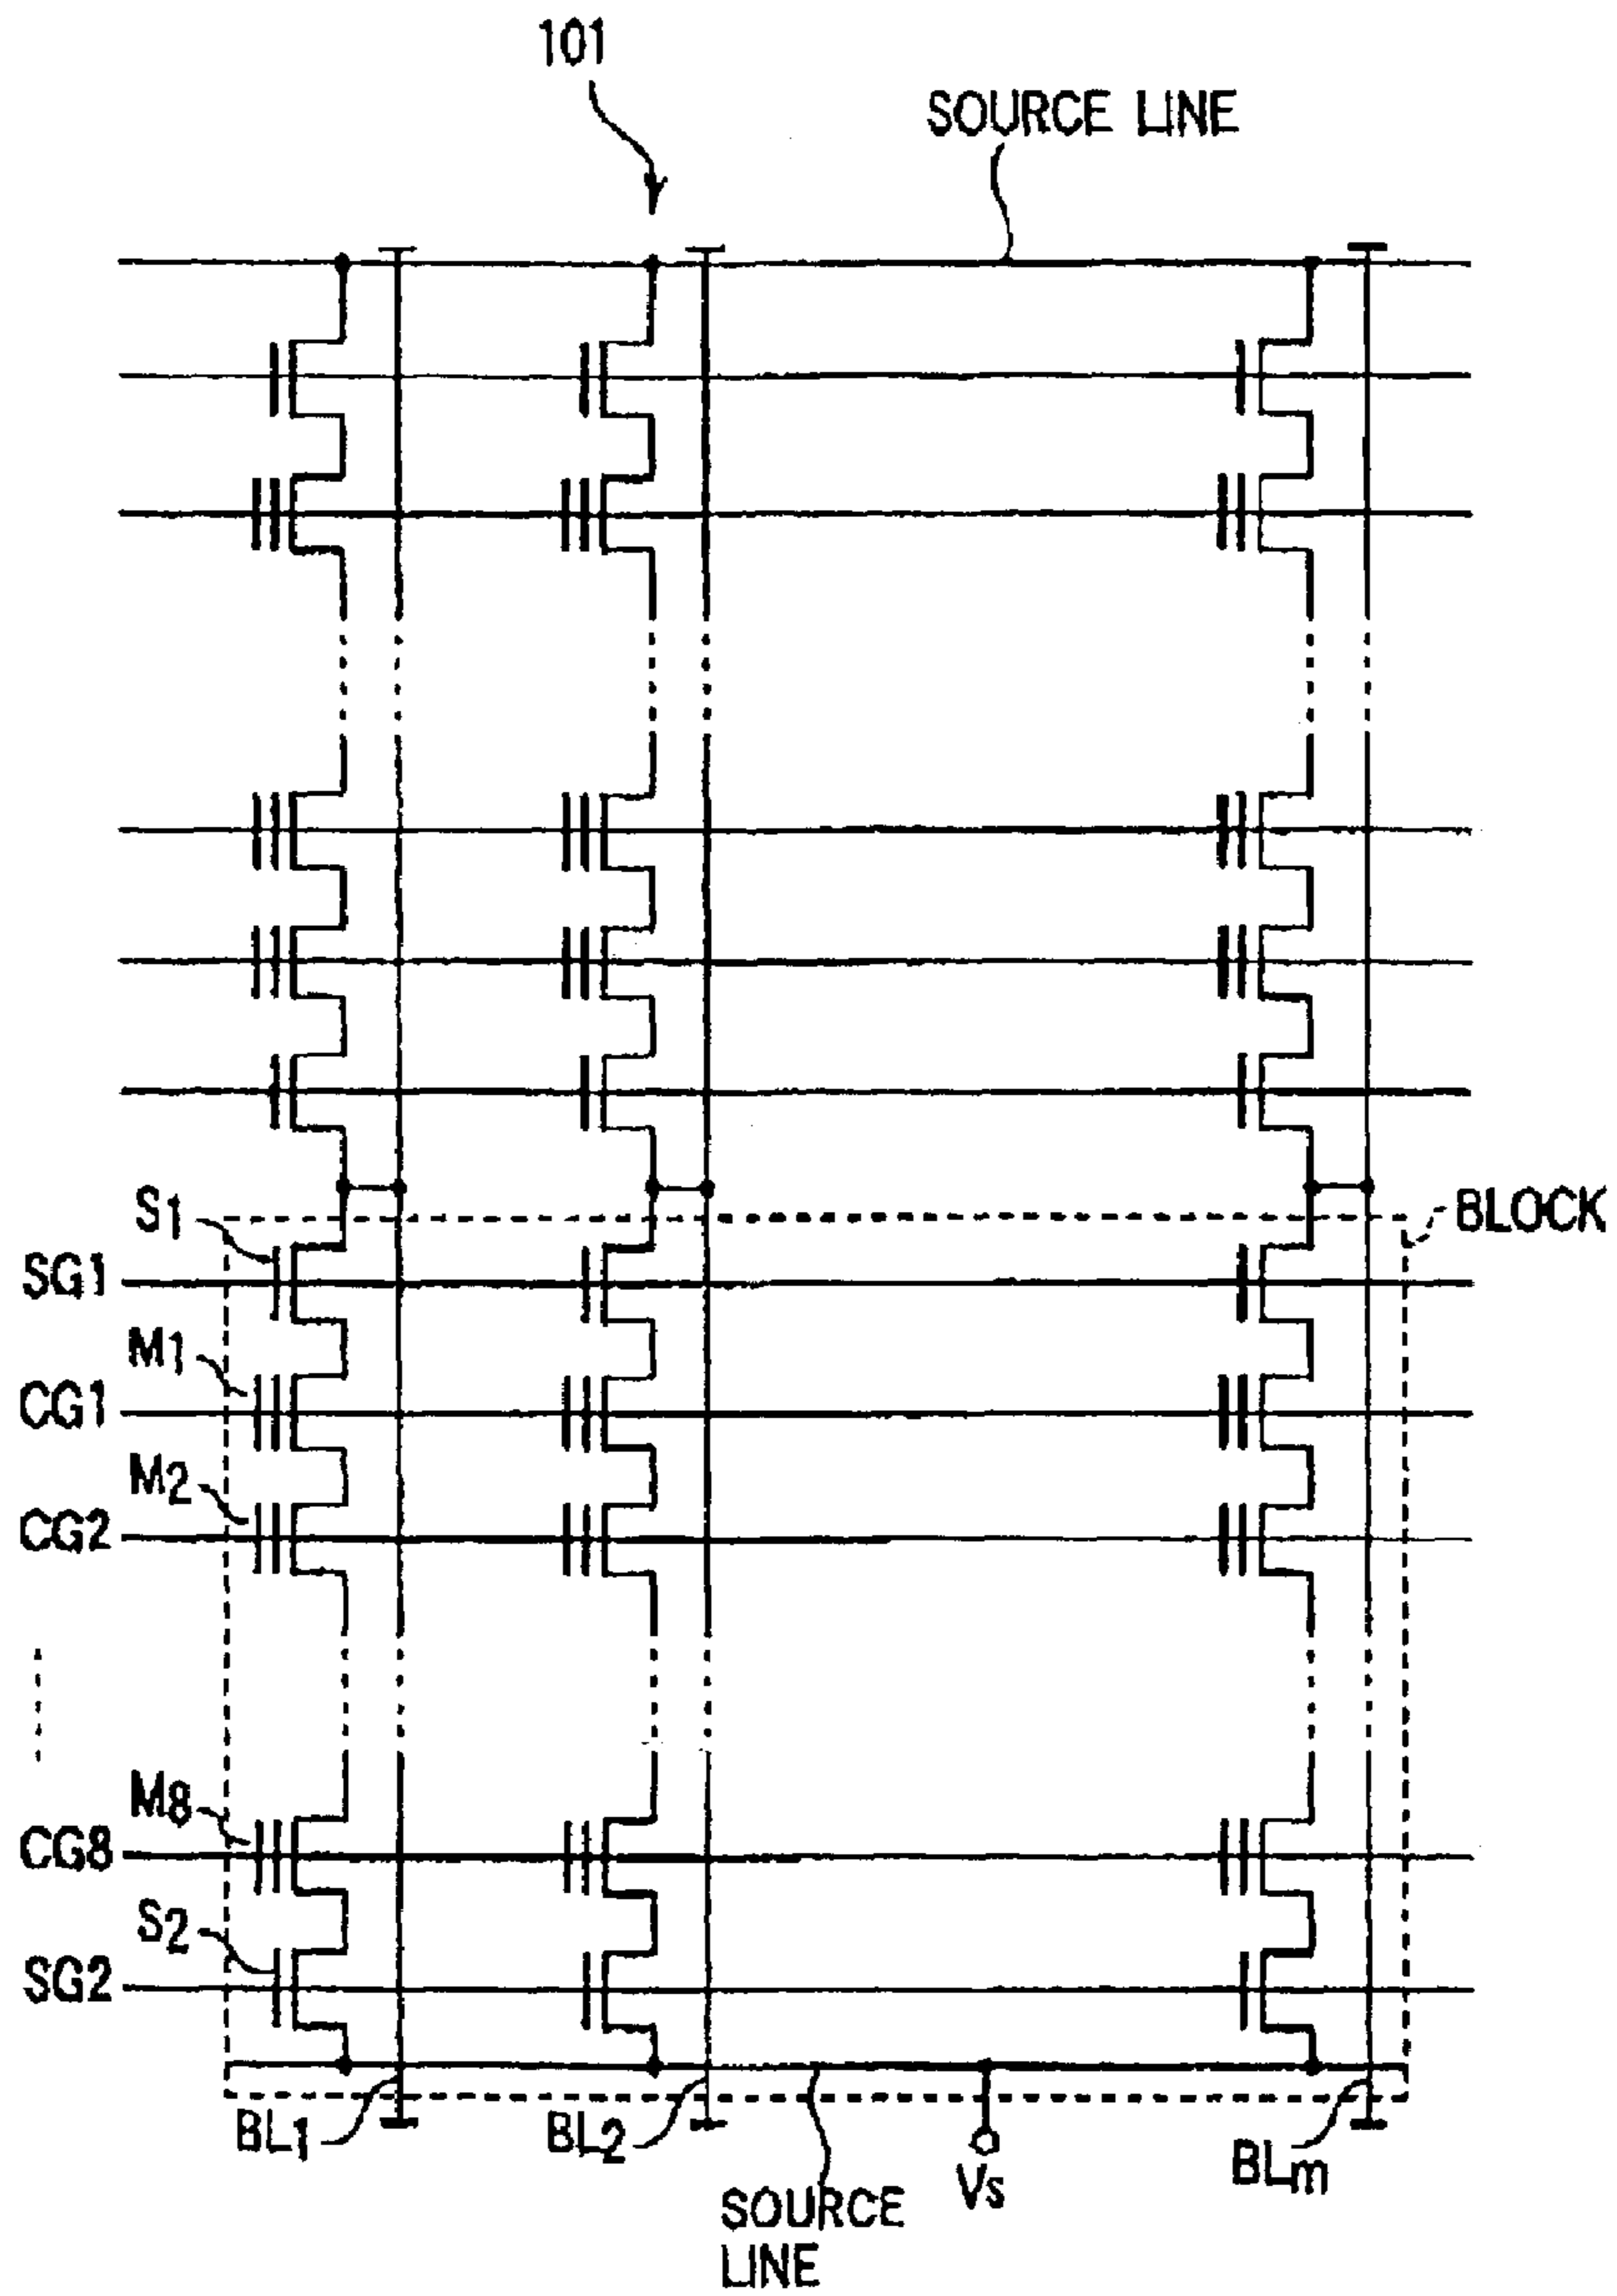 101
SOURCE LINE
S1
BLOCK
SG1
M1
CG1
M2
CG2
M8
CG8
S2
SG2
BL1
BL2
SOURCE
LINE
Vs
BLm